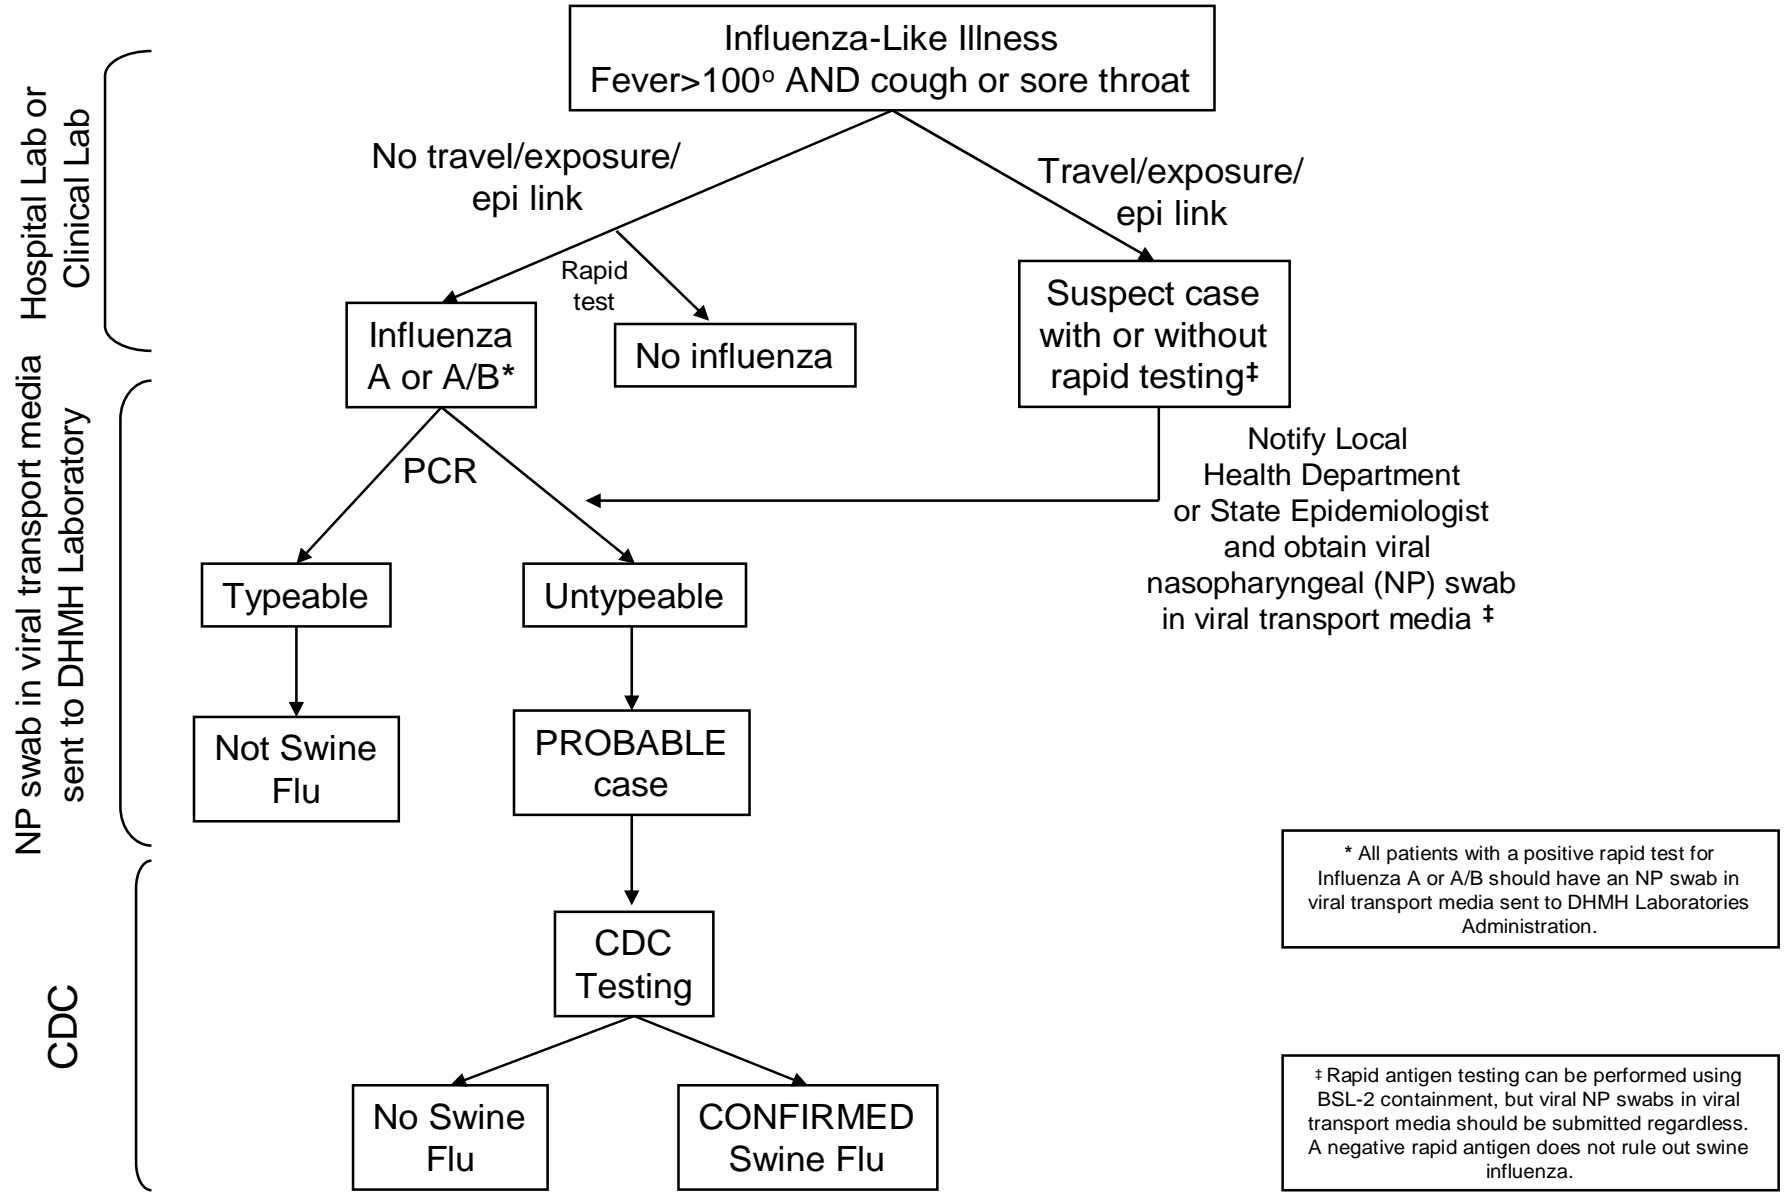 Influenza-Like Illness
Fever>100° AND cough or sore throat
Hospital Lab or
Clinical Lab
No travel/exposure/
epi link
Travel/exposure/
epi link
Rapid
test
Influenza
A or A/B*
No influenza
Suspect case
with or without
rapid testing‡
NP swab in viral transport media
sent to DHMH Laboratory
PCR
Notify Local
Health Department
or State Epidemiologist
and obtain viral
nasopharyngeal (NP) swab
in viral transport media ‡
Typeable
Untypeable
Not Swine
Flu
PROBABLE
case
CDC
CDC
Testing
No Swine
Flu
CONFIRMED
Swine Flu
* All patients with a positive rapid test for
Influenza A or A/B should have an NP swab in
viral transport media sent to DHMH Laboratories
Administration.
‡ Rapid antigen testing can be performed using
BSL-2 containment, but viral NP swabs in viral
transport media should be submitted regardless.
A negative rapid antigen does not rule out swine
influenza.